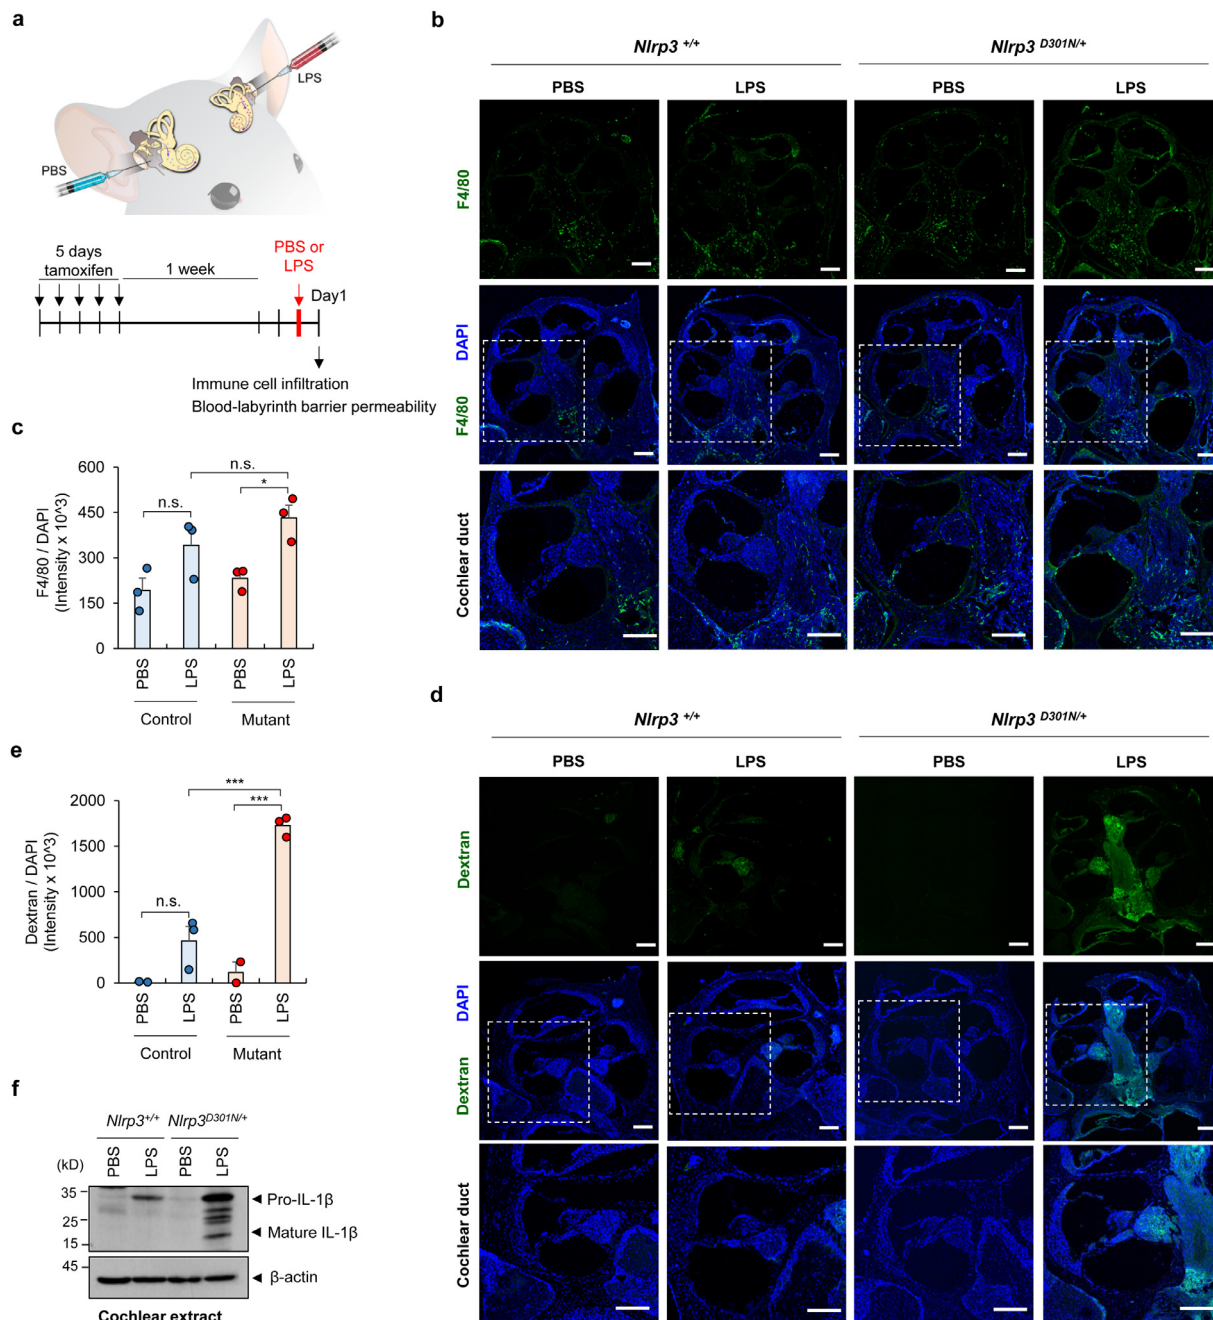 a
LPS
PBS
5 days
tamoxifen
1 week
PBS or
LPS
Day1
Immune cell infiltration
Blood-labyrinth barrier permeability
b
Nlrp3 +/+
Nlrp3 D301N/+
PBS
LPS
PBS
LPS
F4/80
F4/80 DAPI
Cochlear duct
c
F4/80 / DAPI
(Intensity x 10^3)
600
450
300
150
0
n.s.
n.s.
*
PBS
LPS
PBS
LPS
Control
Mutant
d
Nlrp3 +/+
Nlrp3 D301N/+
PBS
LPS
PBS
LPS
Dextran
Dextran DAPI
Cochlear duct
e
Dextran / DAPI
(Intensity x 10^3)
2000
1500
1000
500
0
n.s.
***
***
PBS
LPS
PBS
LPS
Control
Mutant
f
Nlrp3+/+ Nlrp3D301N/+
(kD)
PBS
LPS
PBS
LPS
35
25
15
45
Pro-IL-1β
Mature IL-1β
β-actin
Cochlear extract